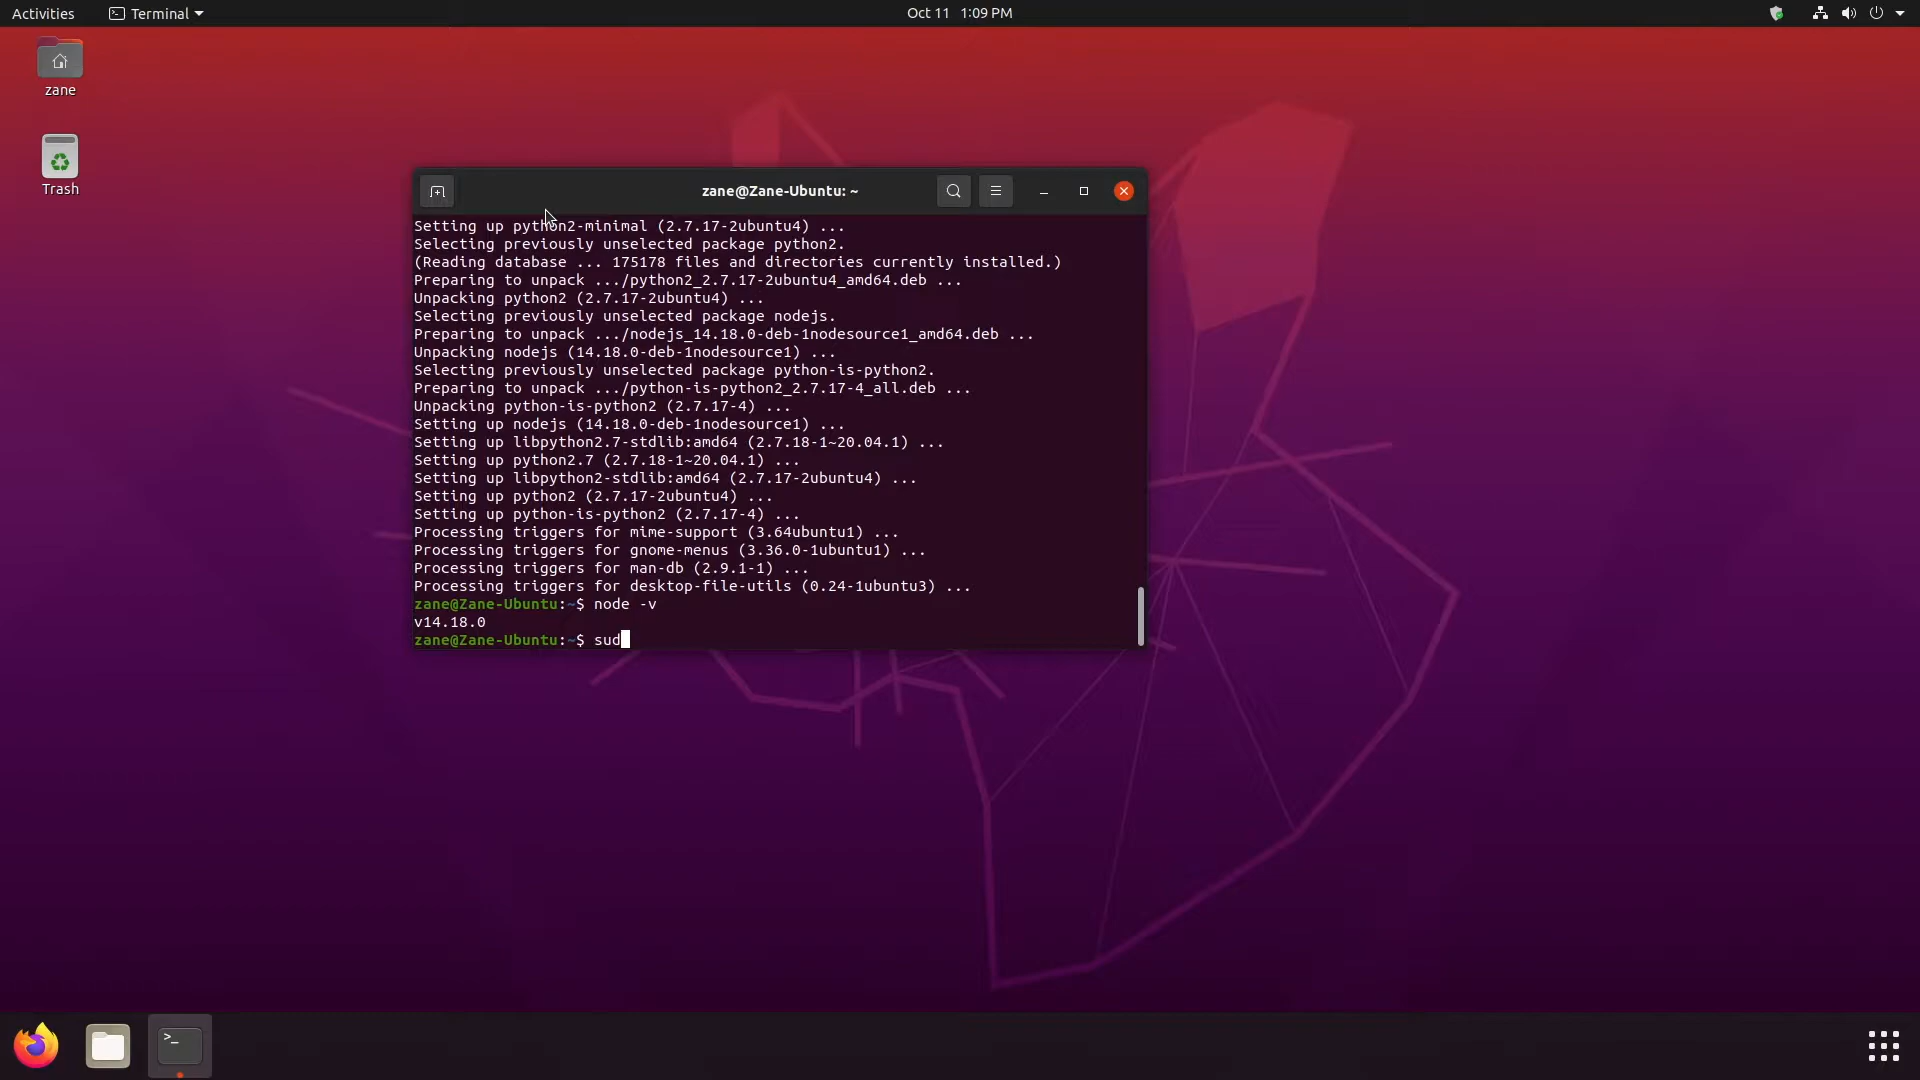 Activities
Terminal
Oct 11 1:09 PM
zane
Trash
zane@Zane-Ubuntu: ~
Setting up python2-minimal (2.7.17-2ubuntu4) ...
Selecting previously unselected package python2.
(Reading database ... 175178 files and directories currently installed.)
Preparing to unpack .../python2_2.7.17-2ubuntu4_amd64.deb ...
Unpacking python2 (2.7.17-2ubuntu4) ...
Selecting previously unselected package nodejs.
Preparing to unpack .../nodejs_14.18.0-deb-1nodesource1_amd64.deb ...
Unpacking nodejs (14.18.0-deb-1nodesource1) ...
Selecting previously unselected package python-is-python2.
Preparing to unpack .../python-is-python2_2.7.17-4_all.deb ...
Unpacking python-is-python2 (2.7.17-4) ...
Setting up nodejs (14.18.0-deb-1nodesource1) ...
Setting up libpython2.7-stdlib:amd64 (2.7.18-1~20.04.1) ...
Setting up python2.7 (2.7.18-1~20.04.1) ...
Setting up libpython2-stdlib:amd64 (2.7.17-2ubuntu4) ...
Setting up python2 (2.7.17-2ubuntu4) ...
Setting up python-is-python2 (2.7.17-4) ...
Processing triggers for mime-support (3.64ubuntu1) ...
Processing triggers for gnome-menus (3.36.0-1ubuntu1) ...
Processing triggers for man-db (2.9.1-1) ...
Processing triggers for desktop-file-utils (0.24-1ubuntu3) ...
zane@Zane-Ubuntu:~$ node -v
v14.18.0
zane@Zane-Ubuntu:~$ sud